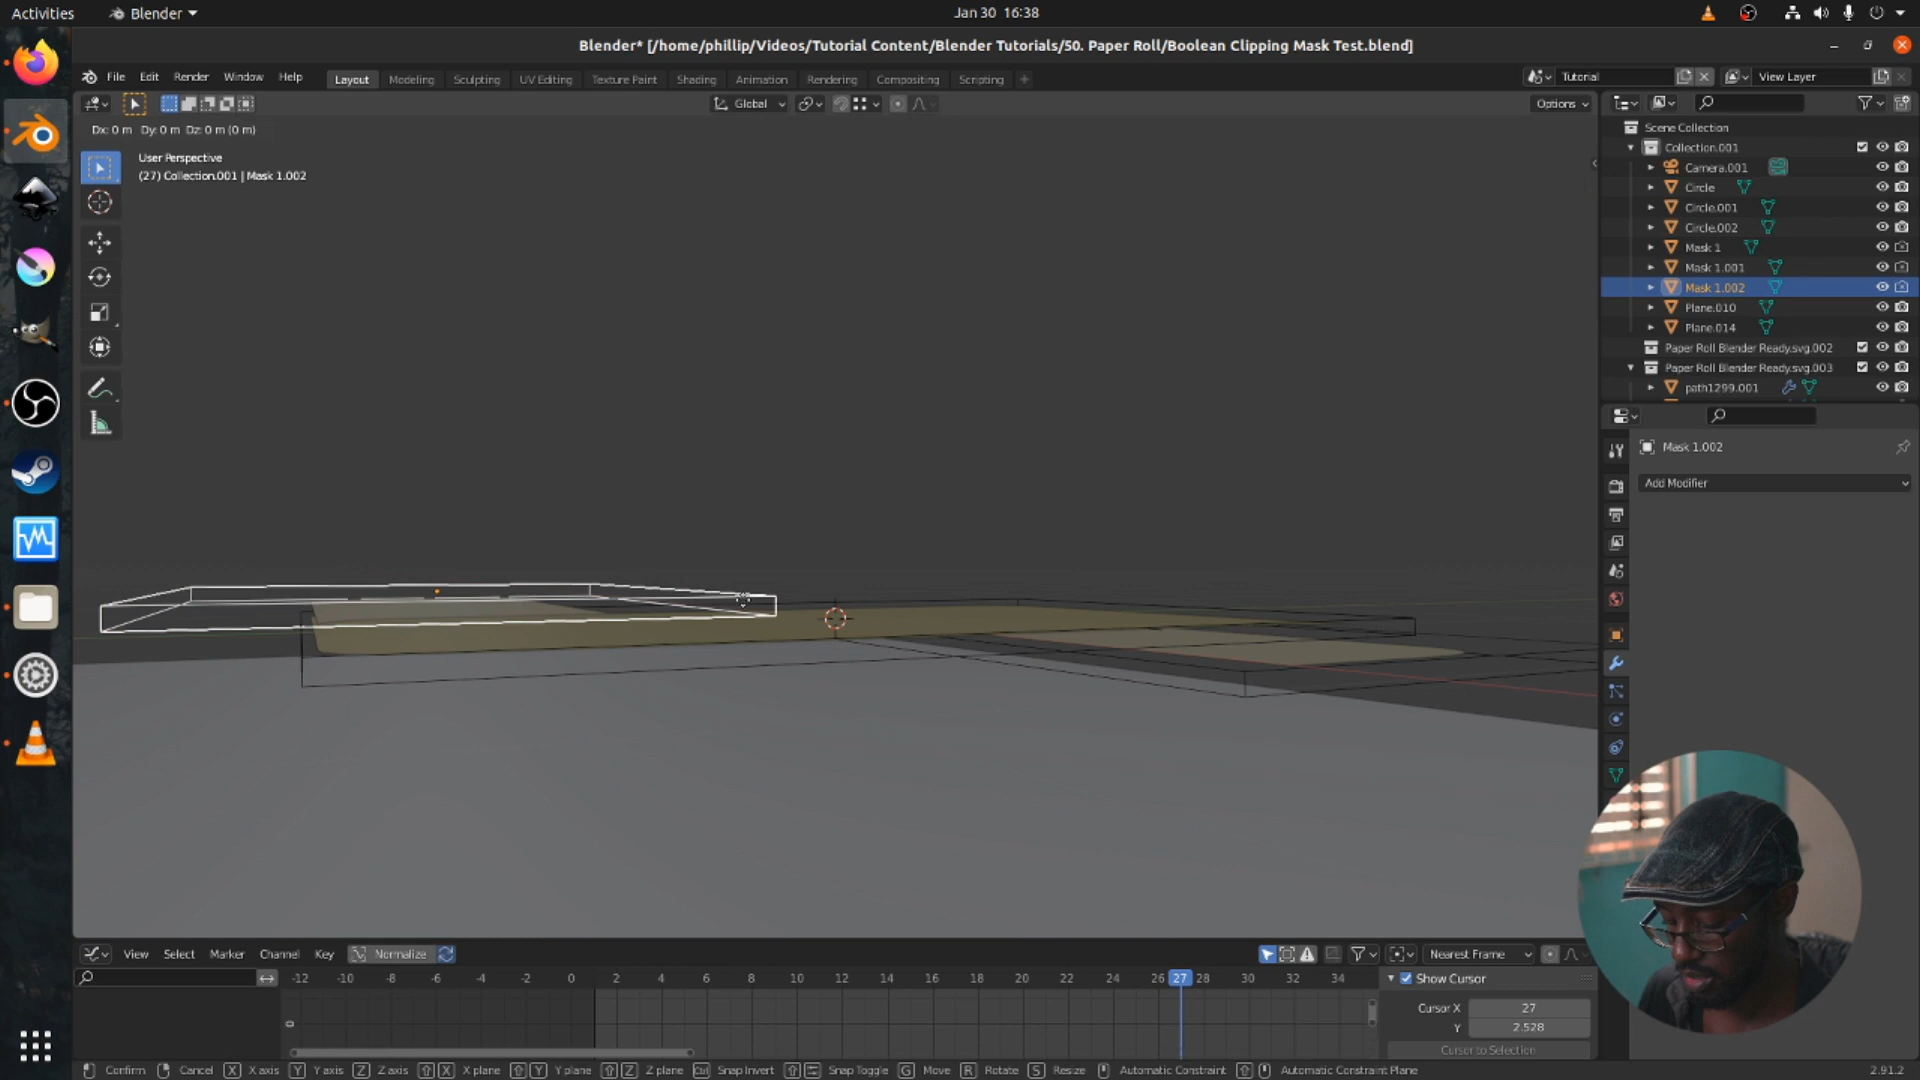 Activities
Blender
Jan 30 16:38
Blender* [/home/phillip/Videos/Tutorial Content/Blender Tutorials/50. Paper Roll/Boolean Clipping Mask Test.blend]
File Edit Render Window Help
Layout Modeling Sculpting UV Editing Texture Paint Shading Animation Rendering Compositing Scripting
Tutorial
View Layer
Global
Options
Dx: 0 m Dy: 0 m Dz: 0 m (0 m)
User Perspective
(27) Collection.001 | Mask 1.002
Scene Collection
Collection.001
Camera.001
Circle
Circle.001
Circle.002
Mask 1
Mask 1.001
Mask 1.002
Plane.010
Plane.014
Paper Roll Blender Ready.svg.002
Paper Roll Blender Ready.svg.003
path1299.001
Mask 1.002
Add Modifier
View Select Marker Channel Key Normalize
Nearest Frame
-12 -10 -8 -6 -4 -2 0 2 4 6 8 10 12 14 16 18 20 22 24 26 27 28 30 32 34
Show Cursor
Cursor X 27
Y 2.528
Cursor to Selection
Confirm Cancel X X axis Y Y axis Z Z axis X X plane Y Y plane Z Z plane Ctrl Snap Invert Snap Toggle G Move R Rotate S Resize Automatic Constraint Automatic Constraint Plane
2.91.2